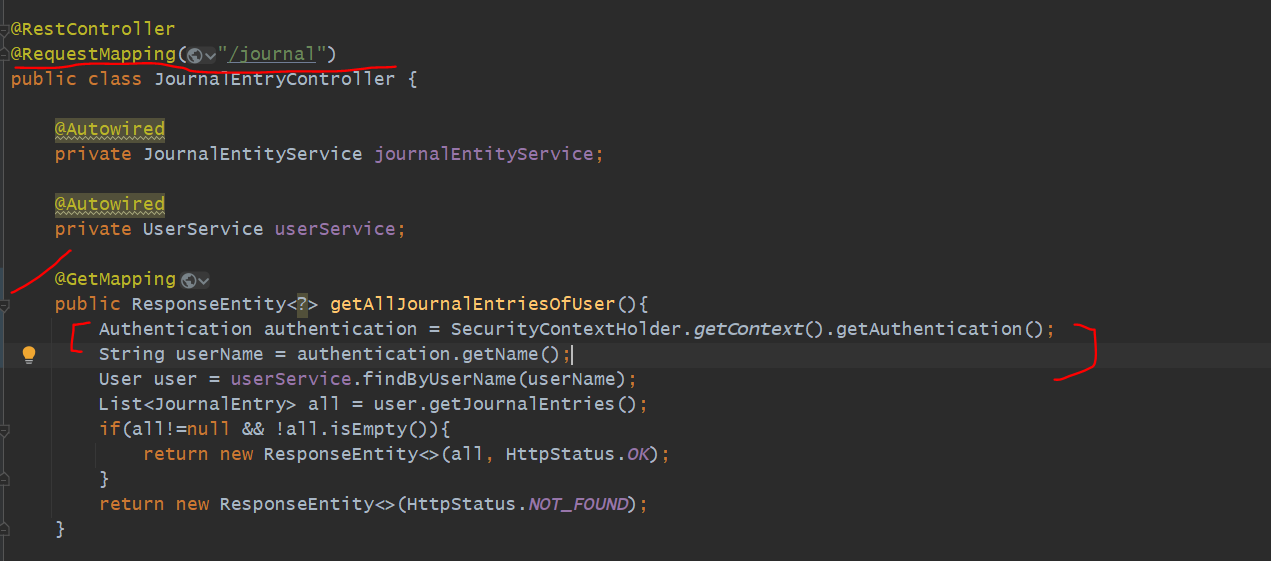 @RestController
@RequestMapping("/journal")
public class JournalEntryController {
@Autowired
private JournalEntityService journalEntityService;
@Autowired
private UserService userService;
@GetMapping
public ResponseEntity<?> getAllJournalEntriesOfUser(){
Authentication authentication = SecurityContextHolder.getContext().getAuthentication();
String userName = authentication.getName();
User user = userService.findByUserName(userName);
List<JournalEntry> all = user.getJournalEntries();
if(all!=null && !all.isEmpty()){
return new ResponseEntity<>(all, HttpStatus.OK);
}
return new ResponseEntity<>(HttpStatus.NOT_FOUND);
}